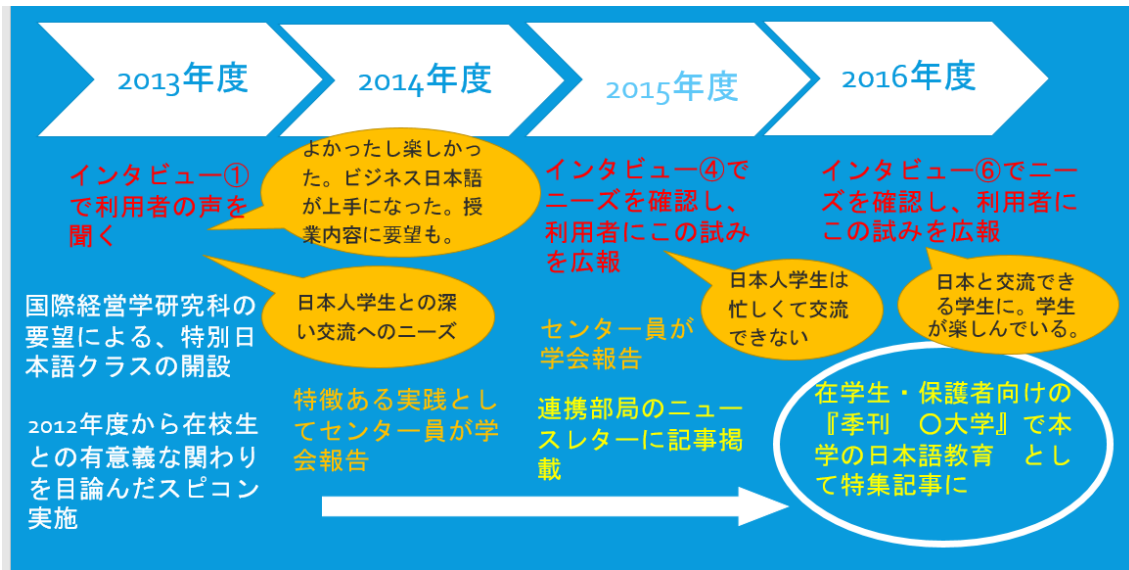 2013年度
2014年度
2015年度
2016年度
インタビュー①
で利用者の声を
聞く
よかったし楽しかっ
た。ビジネス日本語
が上手になった。授
業内容に要望も。
日本人学生との深
い交流へのニーズ
国際経営学研究科の
要望による、特別日
本語クラスの開設
2012年度から在校生
との有意義な関わり
を目論んだスピコン
実施
特徴ある実践とし
てセンター員が学
会報告
インタビュー④で
ニーズを確認し、
利用者にこの試み
を広報
日本人学生は
忙しくて交流
できない
センター員が
学会報告
連携部局のニュー
スレターに記事掲
載
インタビュー⑥でニー
ズを確認し、利用者に
この試みを広報
日本と交流でき
る学生に。学生
が楽しんでいる。
在学生・保護者向けの
『季刊　〇大学』で本
学の日本語教育　とし
て特集記事に